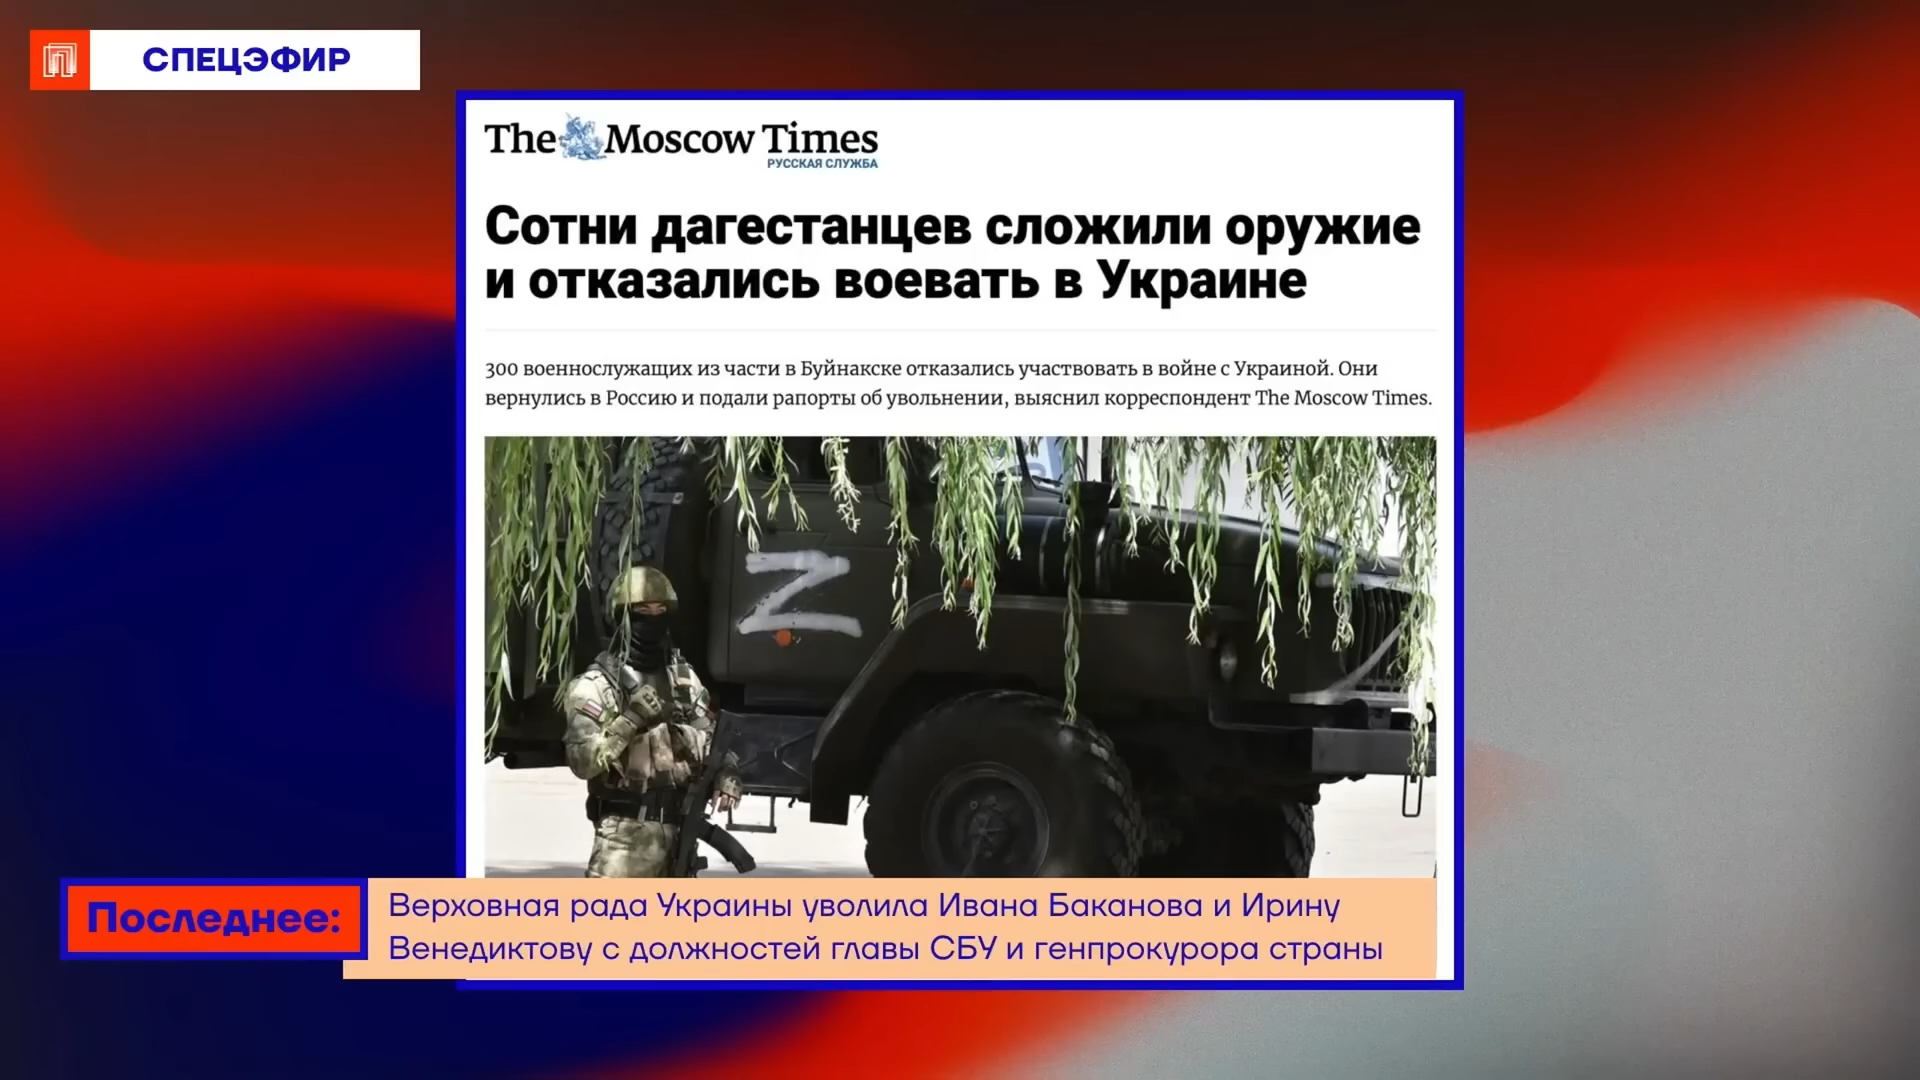 СПЕЦЭФИР
The Moscow Times
РУССКАЯ СЛУЖБА
Сотни дагестанцев сложили оружие
и отказались воевать в Украине
300 военнослужащих из части в Буйнакске отказались участвовать в войне с Украиной. Они
вернулись в Россию и подали рапорты об увольнении, выяснил корреспондент The Moscow Times.
Z
Последнее:
Верховная рада Украины уволила Ивана Баканова и Ирину
Венедиктову с должностей главы СБУ и генпрокурора страны